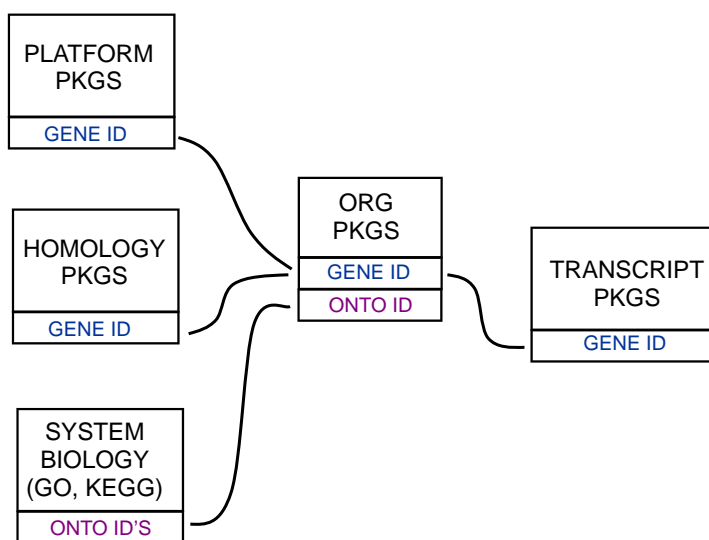 PLATFORM
PKGS
GENE ID
HOMOLOGY
PKGS
GENE ID
SYSTEM
BIOLOGY
(GO, KEGG)
ONTO ID'S
ORG
PKGS
GENE ID
ONTO ID
TRANSCRIPT
PKGS
GENE ID